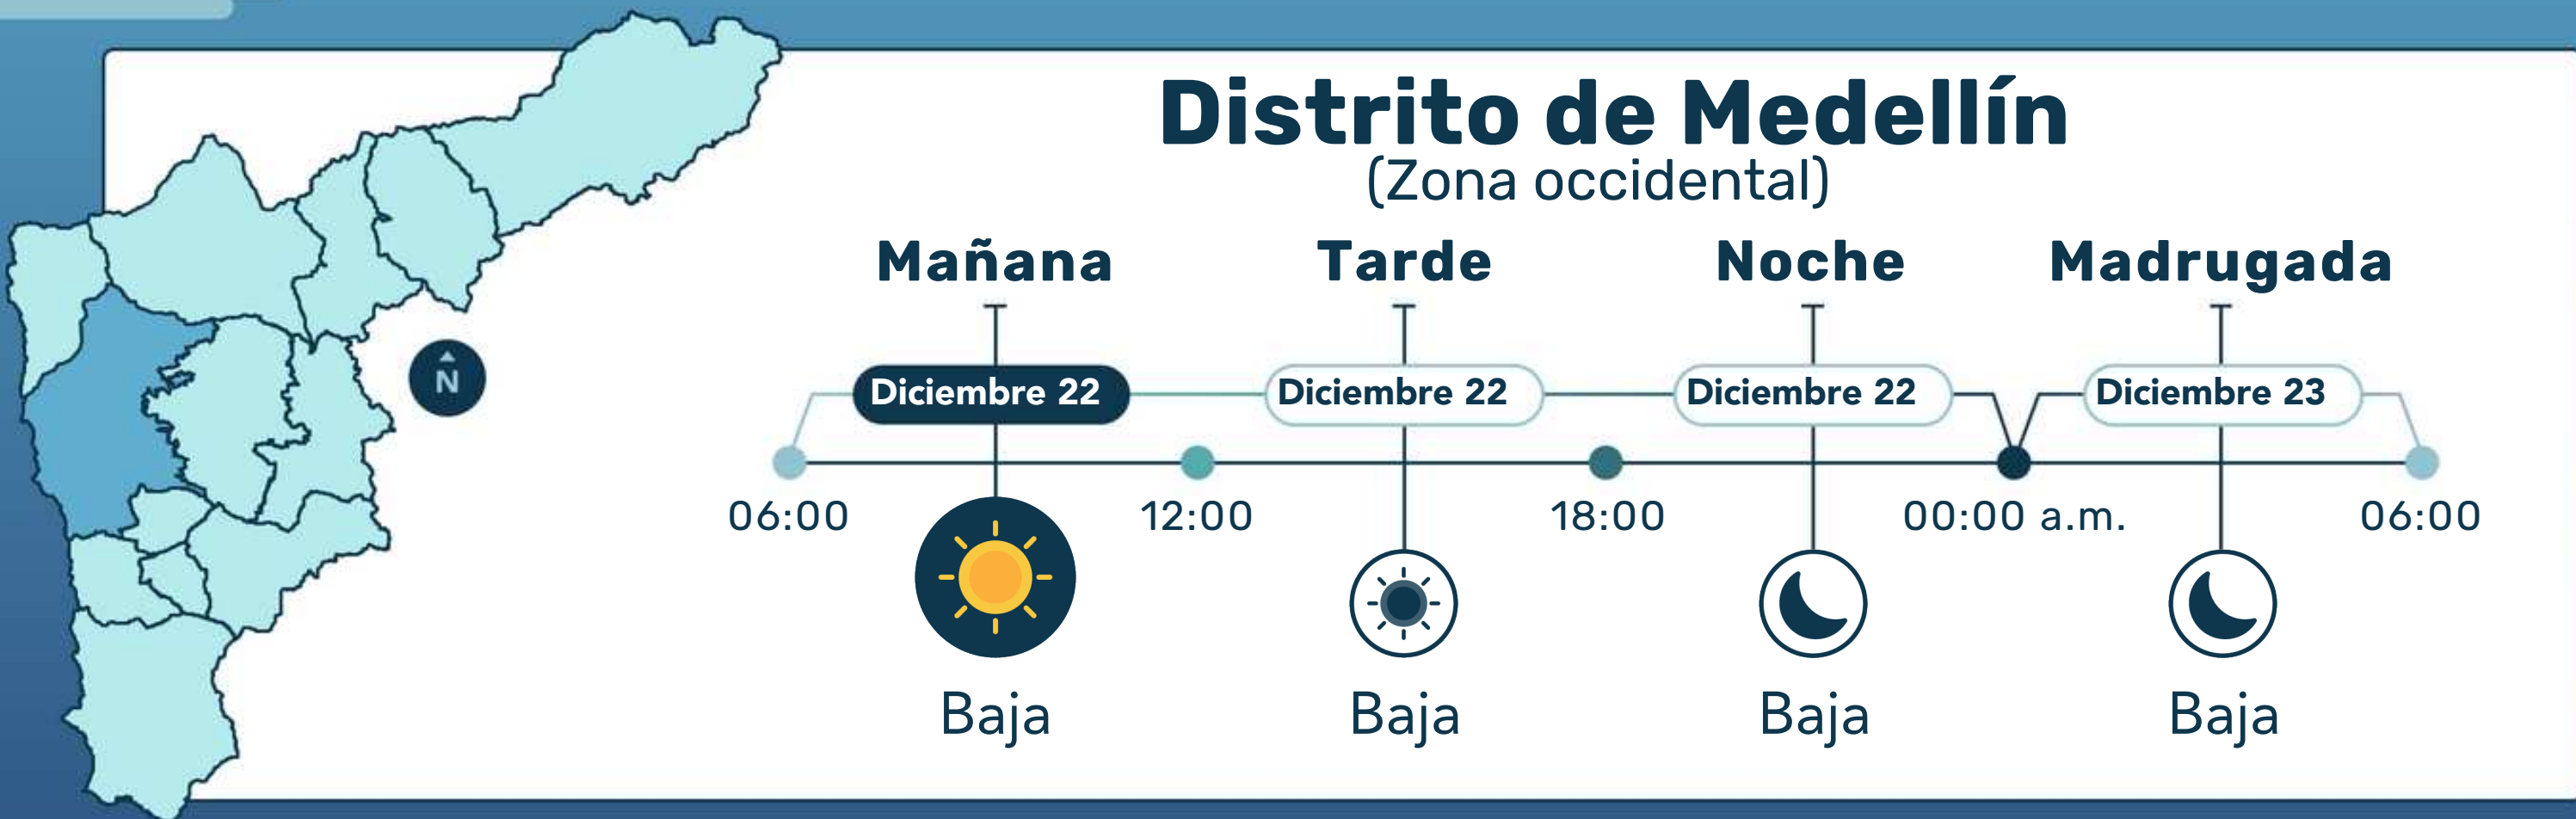 Distrito de Medellín
(Zona occidental)
Mañana Tarde Noche Madrugada
Diciembre 22 Diciembre 22 Diciembre 22 Diciembre 23
N
06:00 12:00 18:00 00:00 a.m. 06:00
Baja Baja Baja Baja